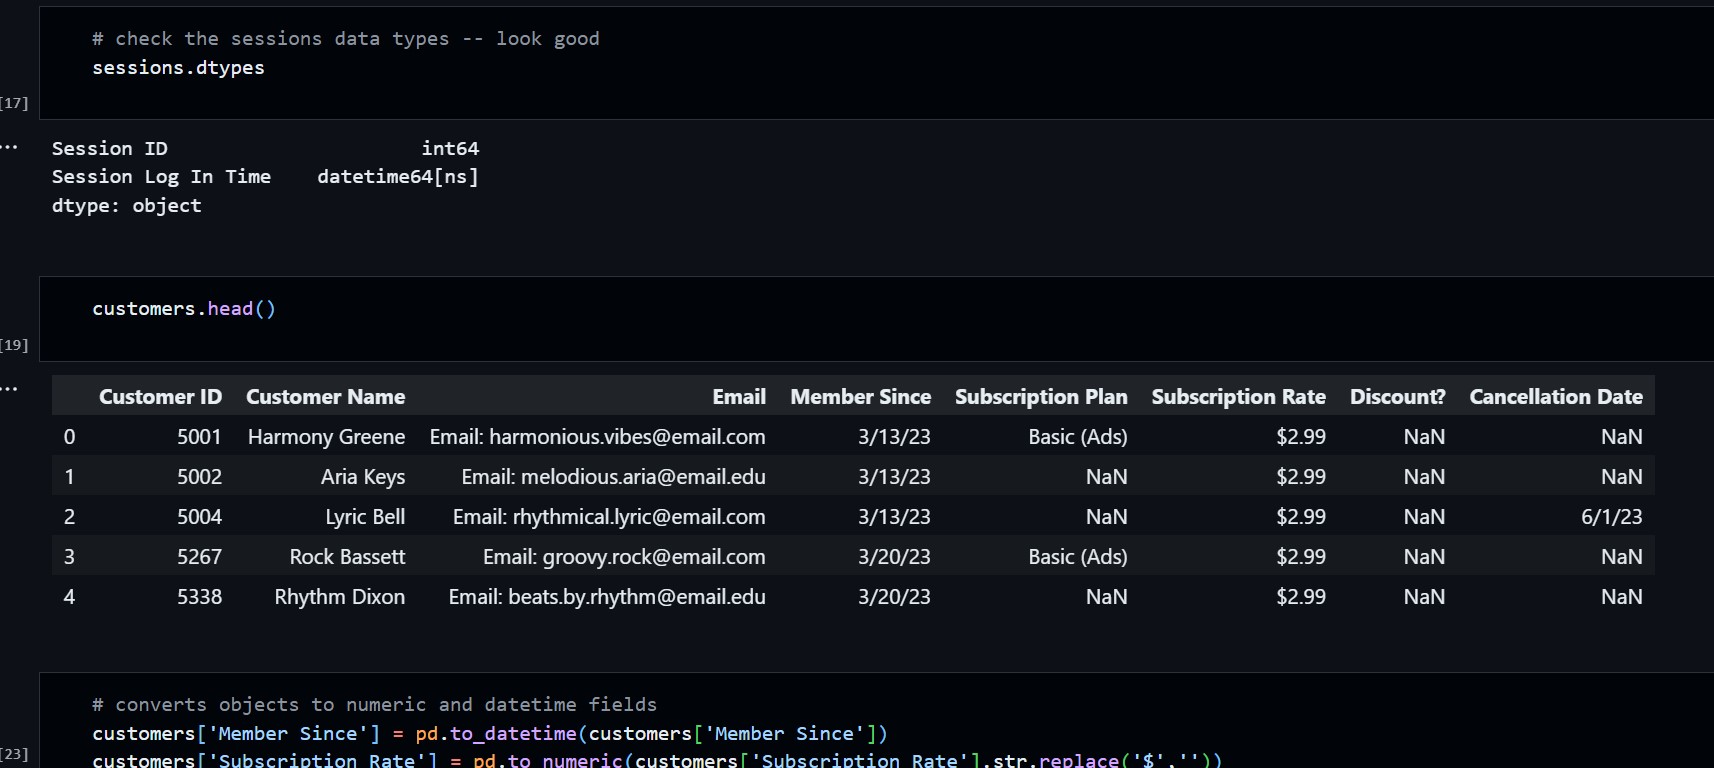 # check the sessions data types -- look good
sessions.dtypes
[17]
...
Session ID int64
Session Log In Time datetime64[ns]
dtype: object
customers.head()
[19]
...
Customer ID Customer Name Email Member Since Subscription Plan Subscription Rate Discount? Cancellation Date
0 5001 Harmony Greene Email: harmonious.vibes@email.com 3/13/23 Basic (Ads) $2.99 NaN NaN
1 5002 Aria Keys Email: melodious.aria@email.edu 3/13/23 NaN $2.99 NaN NaN
2 5004 Lyric Bell Email: rhythmical.lyric@email.com 3/13/23 NaN $2.99 NaN 6/1/23
3 5267 Rock Bassett Email: groovy.rock@email.com 3/20/23 Basic (Ads) $2.99 NaN NaN
4 5338 Rhythm Dixon Email: beats.by.rhythm@email.edu 3/20/23 NaN $2.99 NaN NaN
# converts objects to numeric and datetime fields
customers['Member Since'] = pd.to_datetime(customers['Member Since'])
[23]
customers['Subscription Rate'] = pd.to_numeric(customers['Subscription Rate'].str.replace('$',''))